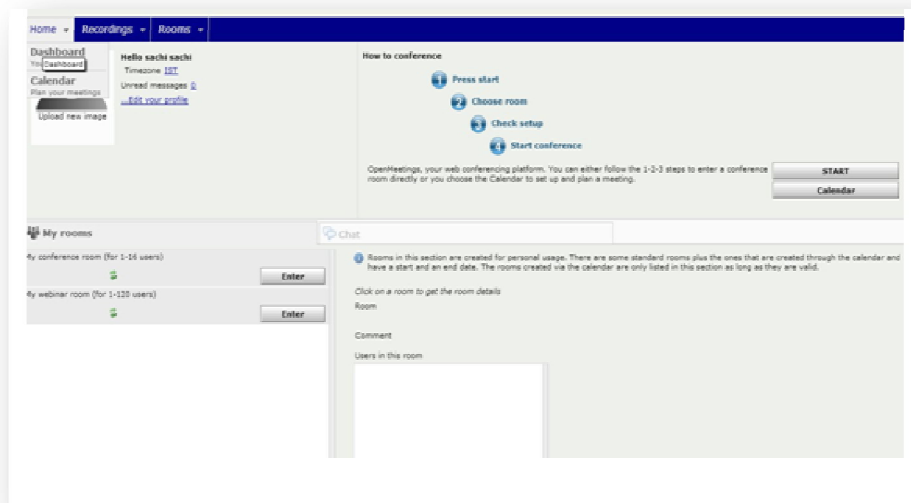 Home Recordings Rooms
Dashboard
You
Dashboard
Calendar
Plan your meetings
Upload new image
Hello sachi sachi
Timezone IST
Unread messages 0
...Edit your profile
How to conference
1 Press start
2 Choose room
3 Check setup
4 Start conference
OpenMeetings, your web conferencing platform. You can either follow the 1-2-3 steps to enter a conference
room directly or you choose the Calendar to set up and plan a meeting.
START
Calendar
My rooms
Chat
My conference room (for 1-16 users)
Enter
My webinar room (for 1-120 users)
Enter
Rooms in this section are created for personal usage. There are some standard rooms plus the ones that are created through the calendar and
have a start and an end date. The rooms created via the calendar are only listed in this section as long as they are valid.
Click on a room to get the room details
Room
Comment
Users in this room